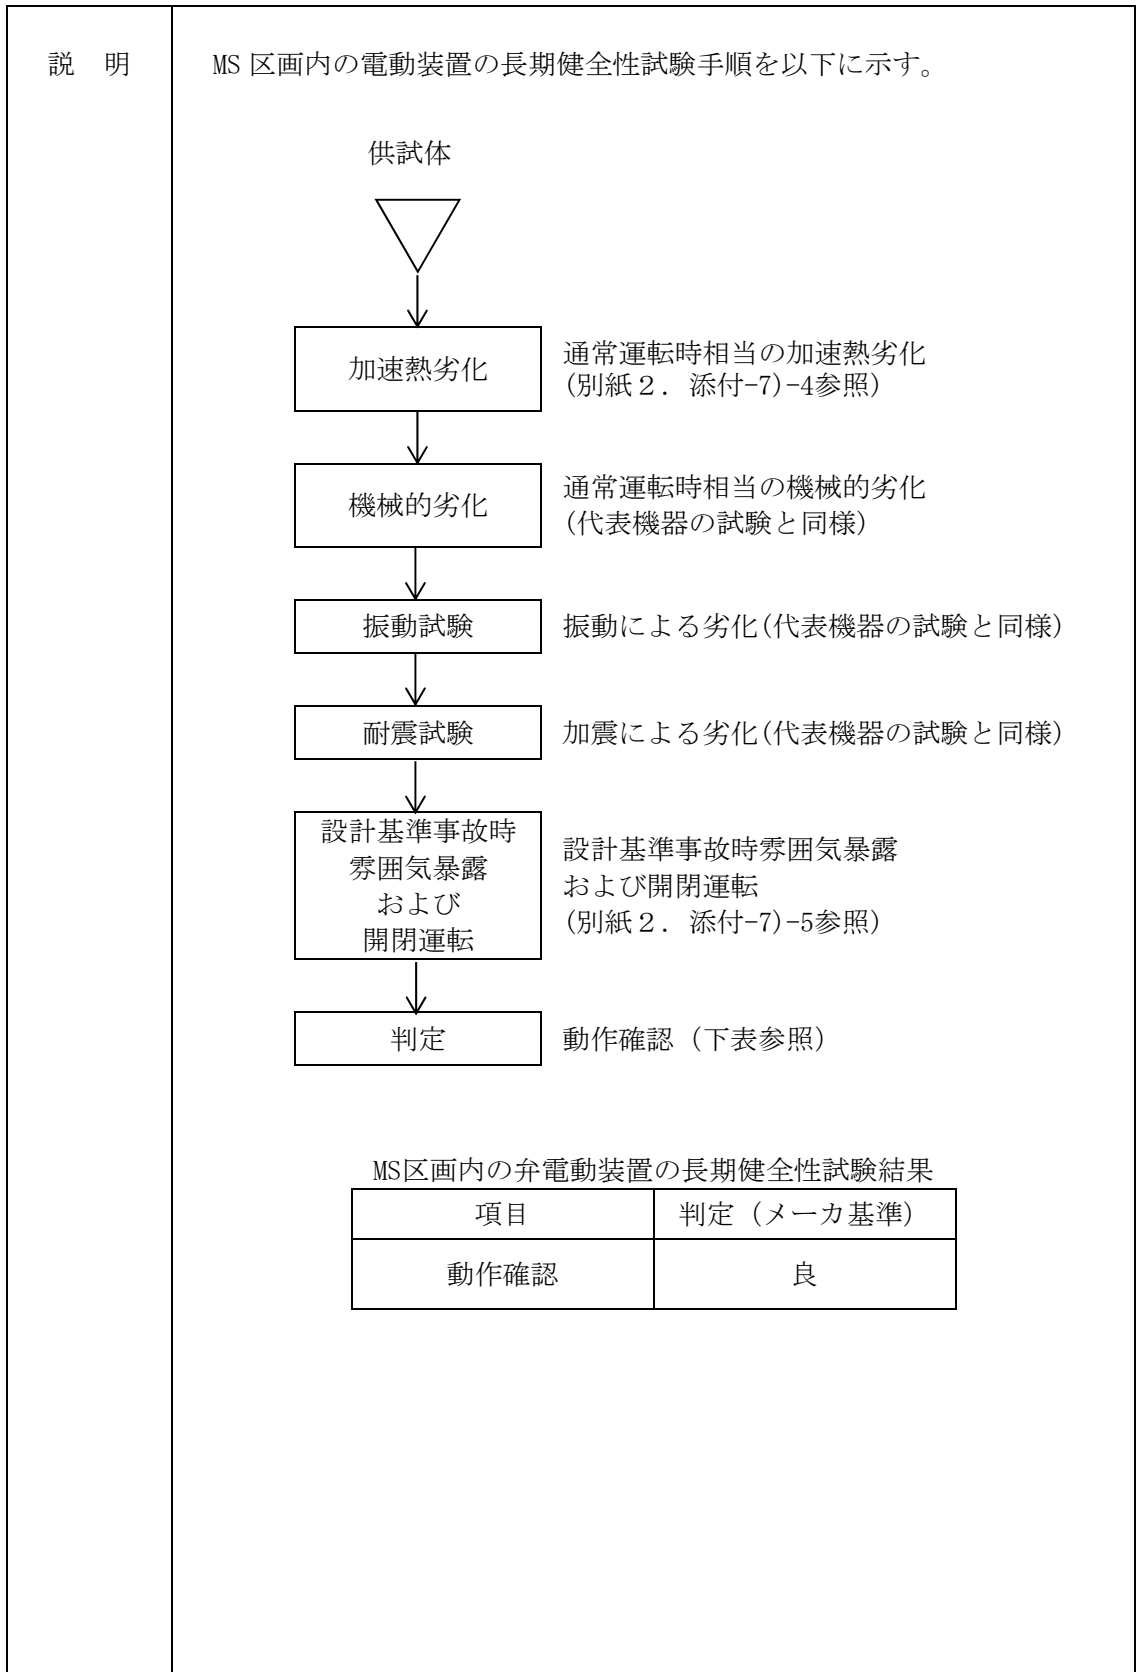 説　明
MS 区画内の電動装置の長期健全性試験手順を以下に示す。
供試体
加速熱劣化
通常運転時相当の加速熱劣化
(別紙２．添付-7)-4参照)
機械的劣化
通常運転時相当の機械的劣化
(代表機器の試験と同様)
振動試験
振動による劣化(代表機器の試験と同様)
耐震試験
加震による劣化(代表機器の試験と同様)
設計基準事故時
雰囲気暴露
および
開閉運転
設計基準事故時雰囲気暴露
および開閉運転
(別紙２．添付-7)-5参照)
判定
動作確認（下表参照）
MS区画内の弁電動装置の長期健全性試験結果
項目
判定（メーカ基準）
動作確認
良